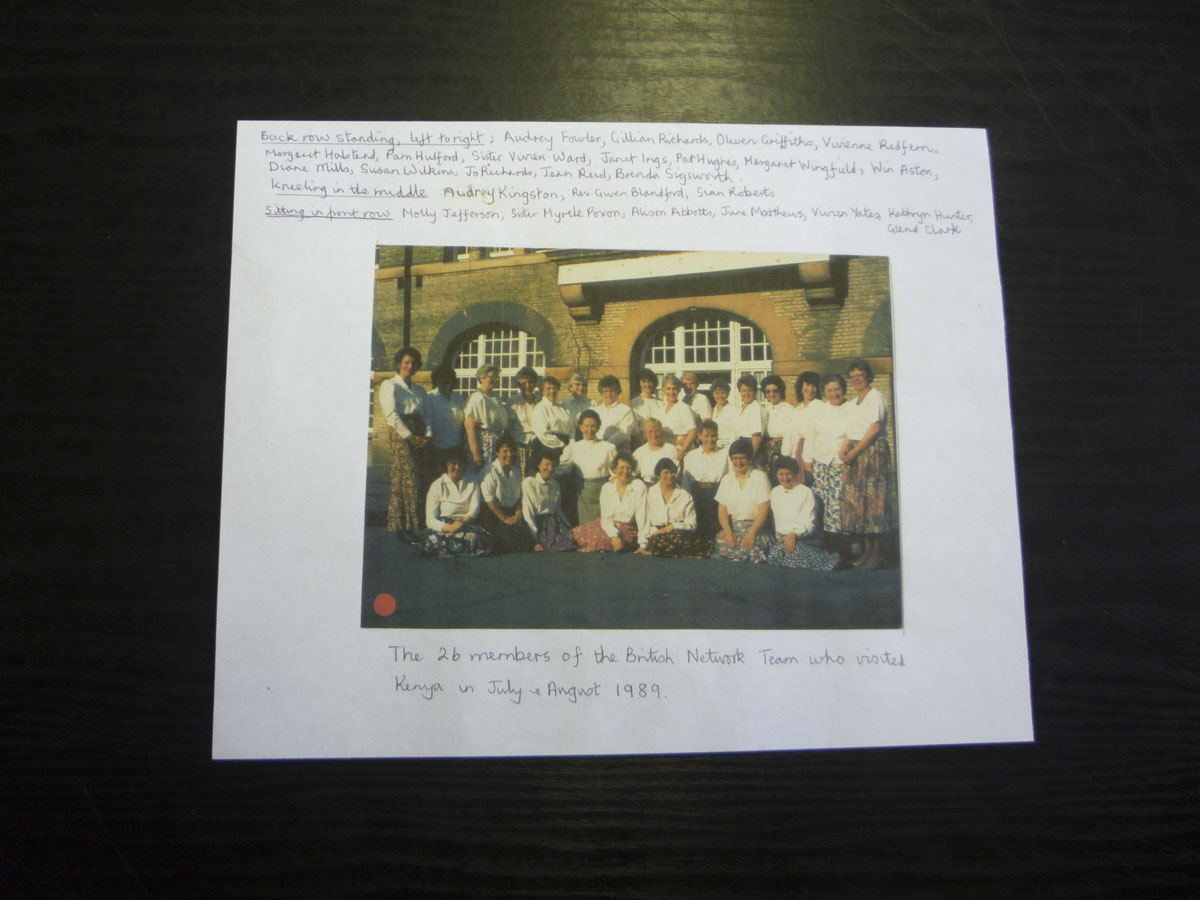 Back row standing, left to right; Audrey Fowler, Gillian Richards, Olwen Griffiths, Vivienne Redfern,
Margaret Halstend, Pam Hulford, Sister Vivien Ward, Janet Ings, Pat Hughes, Margaret Wingfield, Win Aston,
Diane Mills, Susan Wilkins, Jo Richards, Jean Reid, Brenda Sugsworth.
Kneeling in the middle Audrey Kingston, Rev Gwen Blandford, Sian Roberts
Sitting in front row Molly Jefferson, Sister Myrtle Poxon, Alison Abbotts, June Matthews, Vivien Yates, Kathryn Hunter,
Glend Clark
The 26 members of the British Network Team who visited
Kenya in July & August 1989.